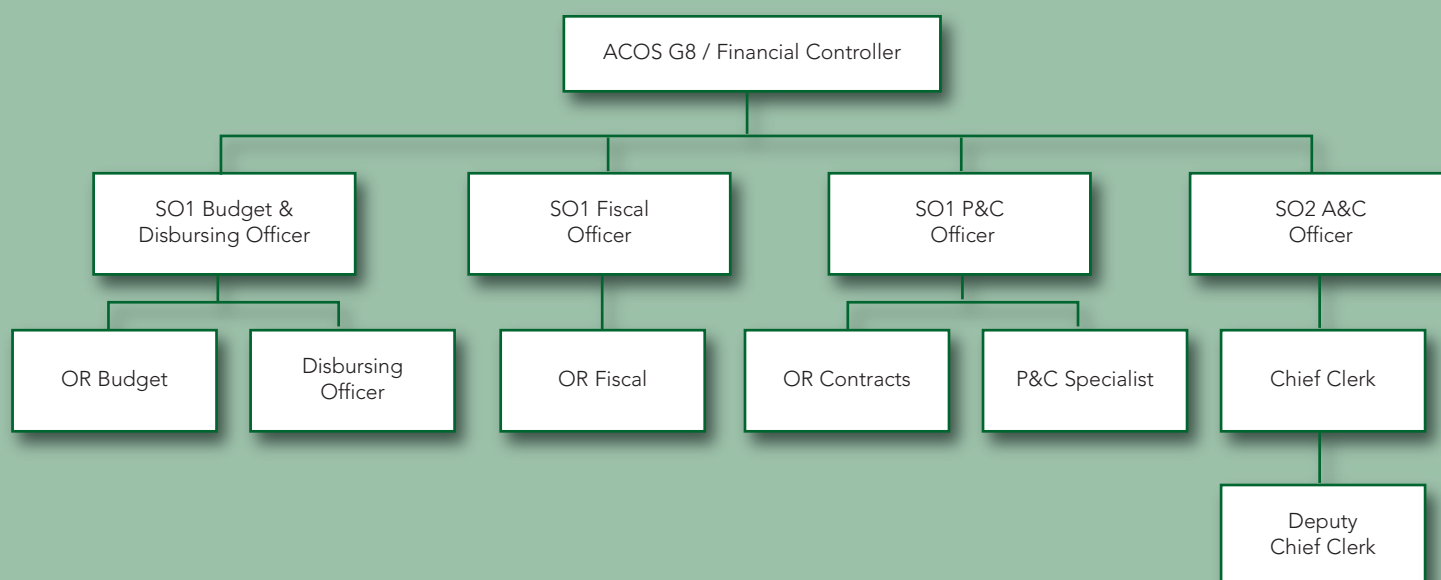 ACOS G8 / Financial Controller
SO1 Budget &
Disbursing Officer
SO1 Fiscal
Officer
SO1 P&C
Officer
SO2 A&C
Officer
OR Budget
Disbursing
Officer
OR Fiscal
OR Contracts
P&C Specialist
Chief Clerk
Deputy
Chief Clerk